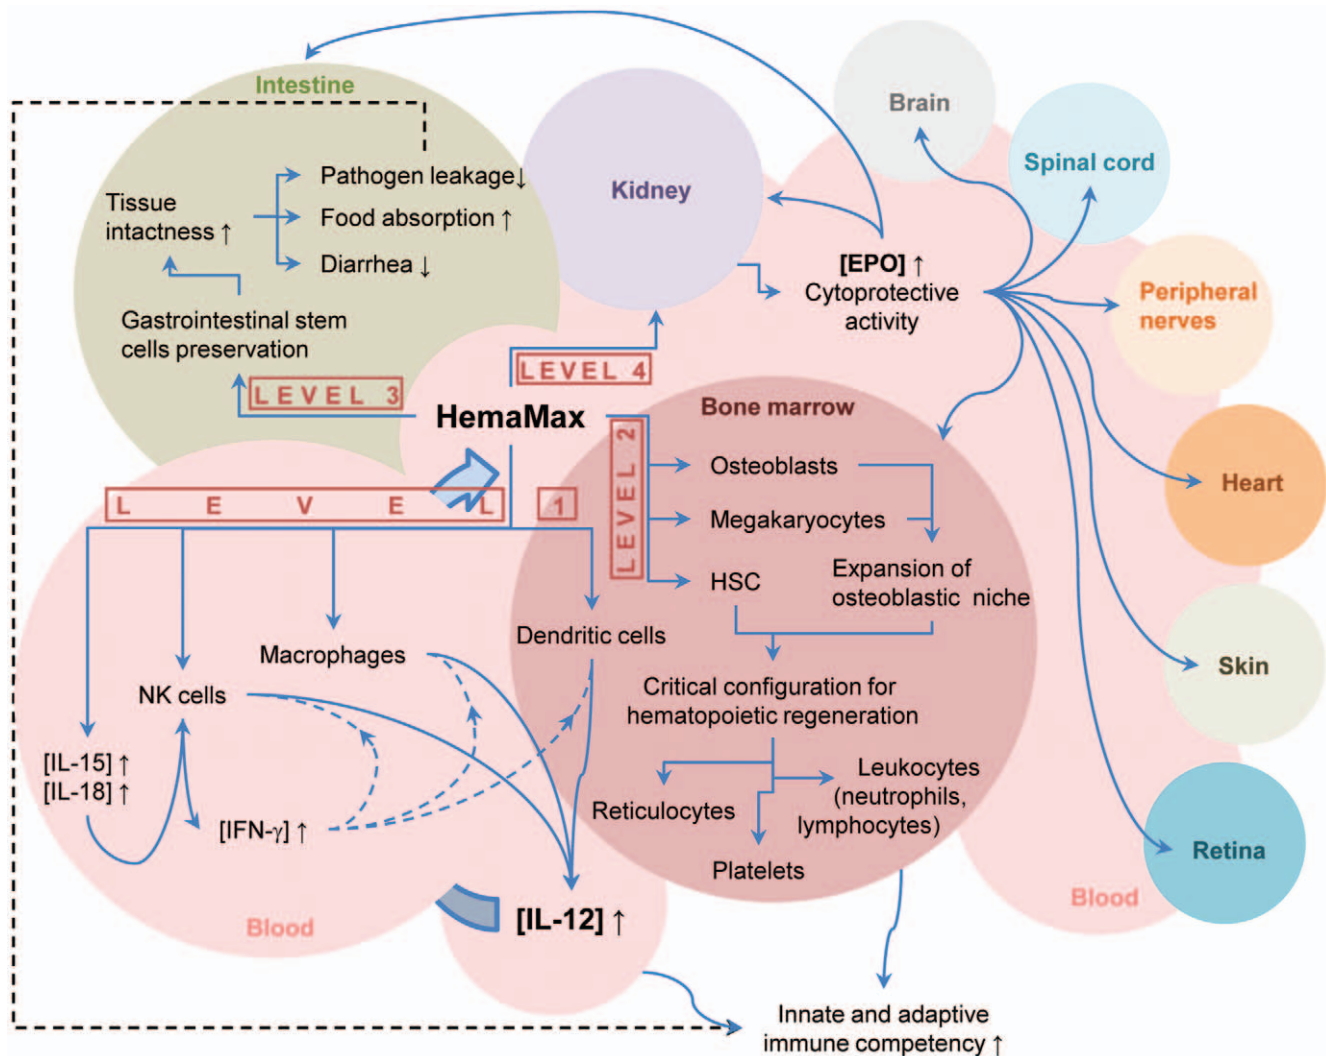 Intestine
Brain
Spinal cord
Kidney
Pathogen leakage↓
Tissue
intactness ↑
Food absorption ↑
Diarrhea ↓
[EPO] ↑
Cytoprotective
activity
Peripheral
nerves
Gastrointestinal stem
cells preservation
LEVEL 4
LEVEL 3
HemaMax
Bone marrow
LEVEL 2
Osteoblasts
Heart
LEVEL 1
Megakaryocytes
HSC
Expansion of
osteoblastic niche
Dendritic cells
Macrophages
NK cells
Skin
Critical configuration for
hematopoietic regeneration
[IL-15] ↑
[IL-18] ↑
[IFN-γ] ↑
Reticulocytes
Leukocytes
(neutrophils,
lymphocytes)
Platelets
Retina
Blood
[IL-12] ↑
Blood
Innate and adaptive
immune competency ↑